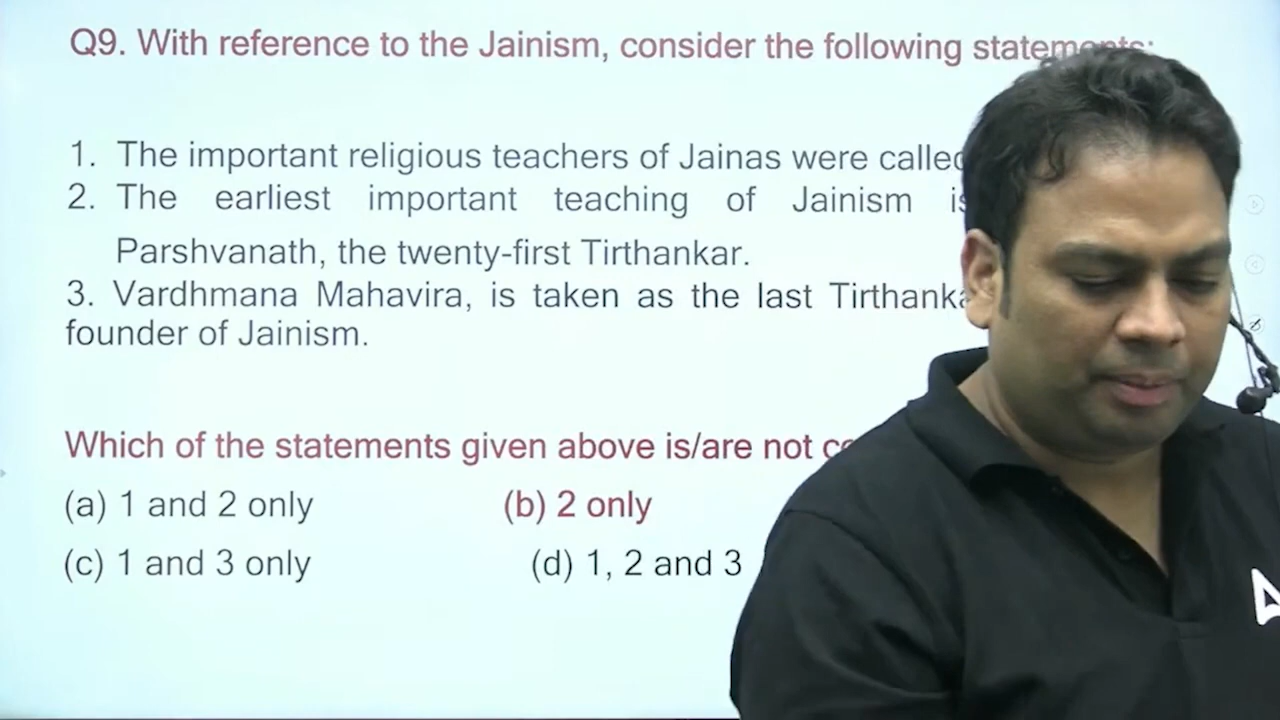 Q9. With reference to the Jainism, consider the following statements:
1. The important religious teachers of Jainas were called
2. The earliest important teaching of Jainism is
Parshvanath, the twenty-first Tirthankar.
3. Vardhmana Mahavira, is taken as the last
founder of Jainism.
Which of the statements given above is/are not
(a) 1 and 2 only (b) 2 only
(c) 1 and 3 only (d) 1, 2 and 3